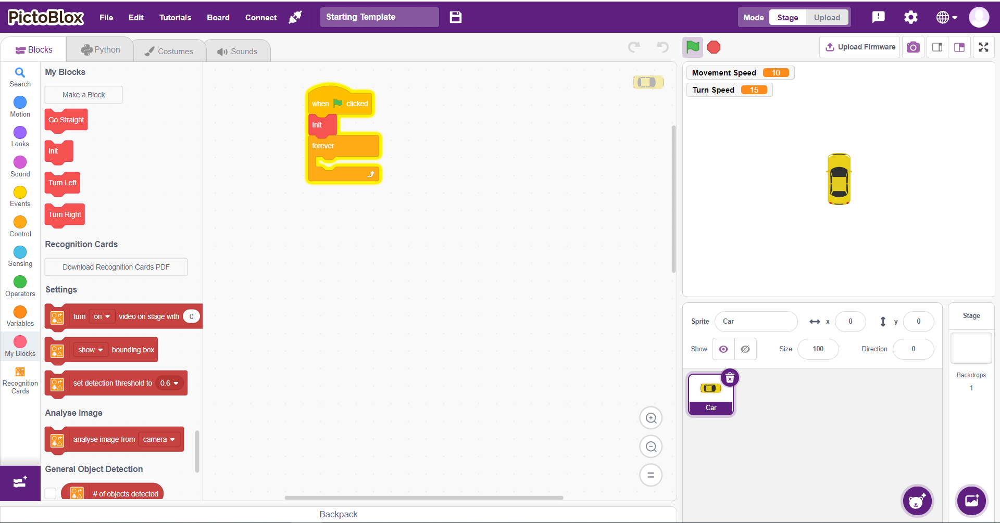 PictoBlox File Edit Tutorials Board Connect Starting Template Mode Stage Upload
Blocks Python Costumes Sounds Upload Firmware
Search
Motion
Looks
Sound
Events
Control
Sensing
Operators
Variables
My Blocks
Recognition
Cards
My Blocks
Make a Block
Go Straight
Init
Turn Left
Turn Right
Recognition Cards
Download Recognition Cards PDF
Settings
turn on video on stage with 0
show bounding box
set detection threshold to 0.6
Analyse Image
analyse image from camera
General Object Detection
# of objects detected
when clicked
Init
forever
Backpack
Movement Speed 10
Turn Speed 15
Sprite Car x 0 y 0
Show Size 100 Direction 0
Car
Stage
Backdrops
1